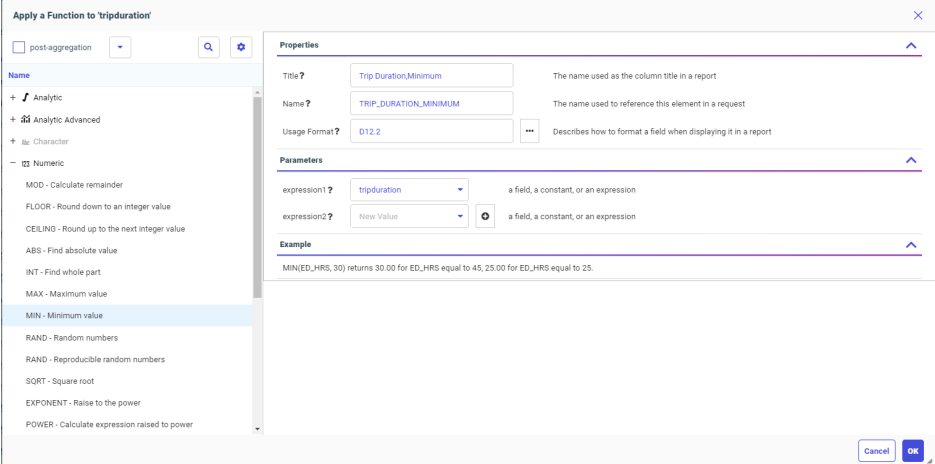 Apply a Function to 'tripduration'
post-aggregation
Name
Analytic
Analytic Advanced
Character
Numeric
MOD - Calculate remainder
FLOOR - Round down to an integer value
CEILING - Round up to the next integer value
ABS - Find absolute value
INT - Find whole part
MAX - Maximum value
MIN - Minimum value
RAND - Random numbers
RAND - Reproducible random numbers
SQRT - Square root
EXPONENT - Raise to the power
POWER - Calculate expression raised to power
Properties
Title? Trip Duration,Minimum The name used as the column title in a report
Name? TRIP_DURATION_MINIMUM The name used to reference this element in a request
Usage Format? D12.2 ••• Describes how to format a field when displaying it in a report
Parameters
expression1? tripduration a field, a constant, or an expression
expression2? New Value a field, a constant, or an expression
Example
MIN(ED_HRS, 30) returns 30.00 for ED_HRS equal to 45, 25.00 for ED_HRS equal to 25.
Cancel OK